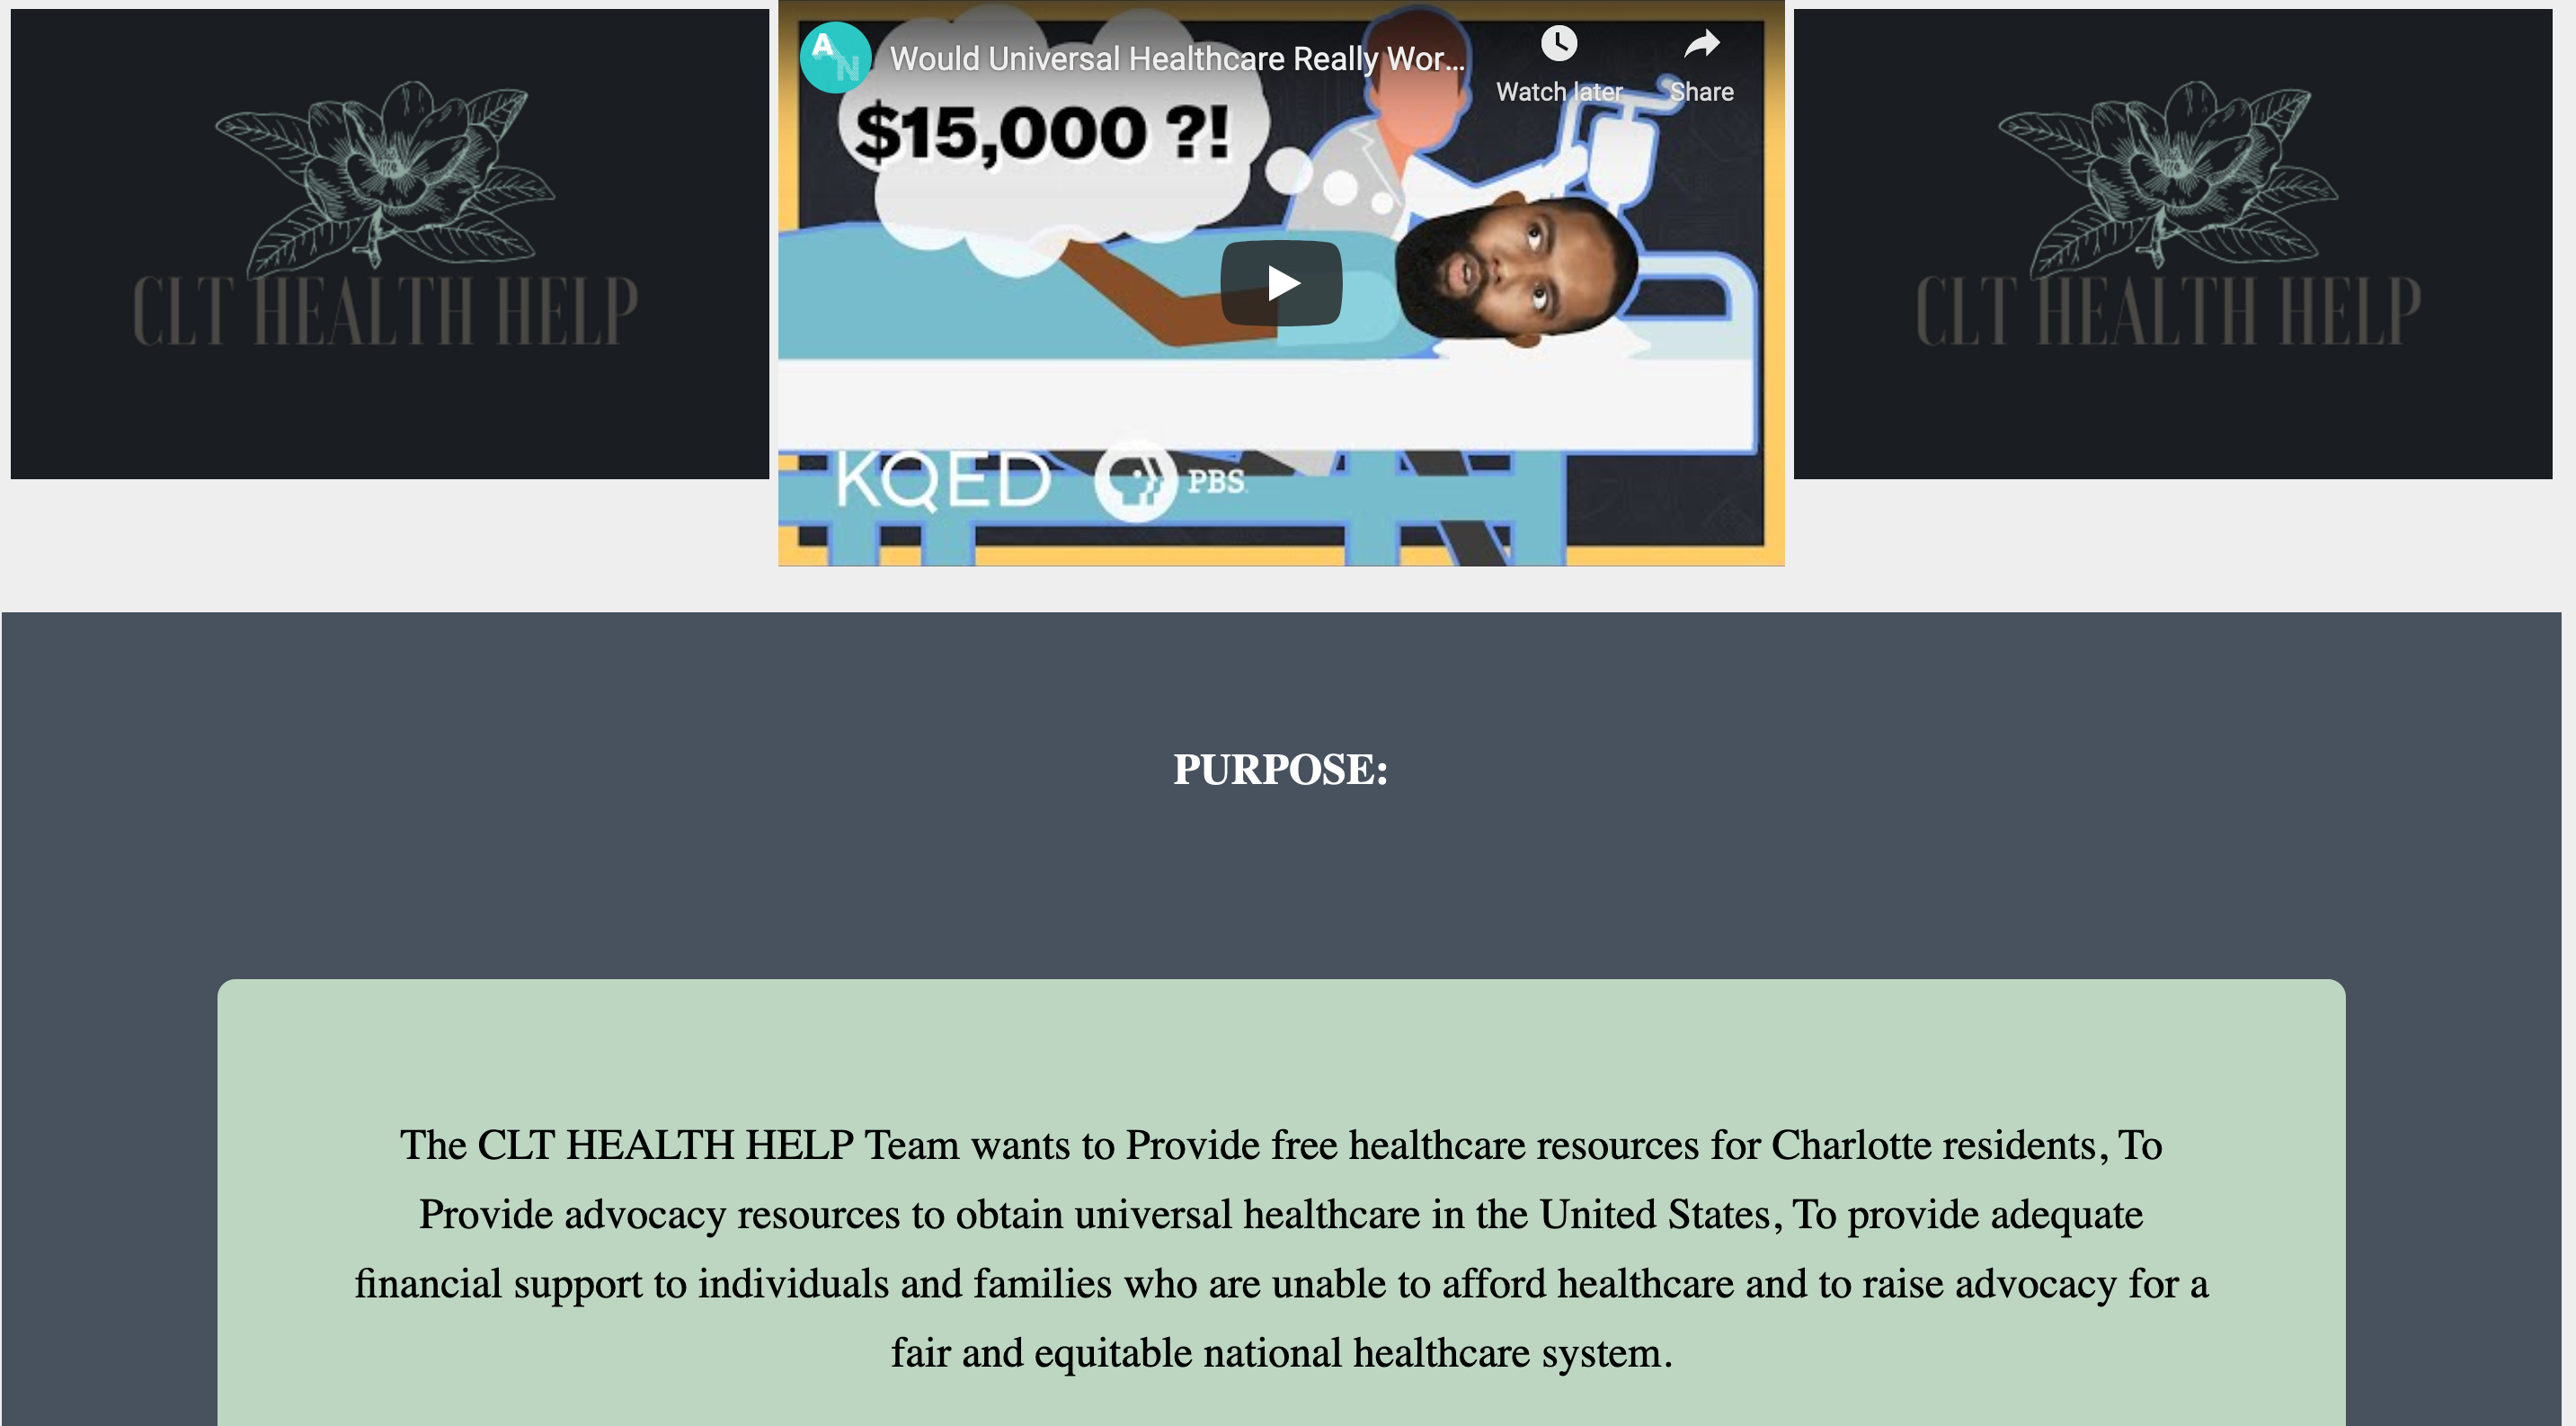 CLT HEALTH HELP
A
N
Would Universal Healthcare Really Wor...
Watch later
Share
$15,000 ?!
KQED
PBS.
CLT HEALTH HELP
PURPOSE:
The CLT HEALTH HELP Team wants to Provide free healthcare resources for Charlotte residents, To
Provide advocacy resources to obtain universal healthcare in the United States, To provide adequate
financial support to individuals and families who are unable to afford healthcare and to raise advocacy for a
fair and equitable national healthcare system.